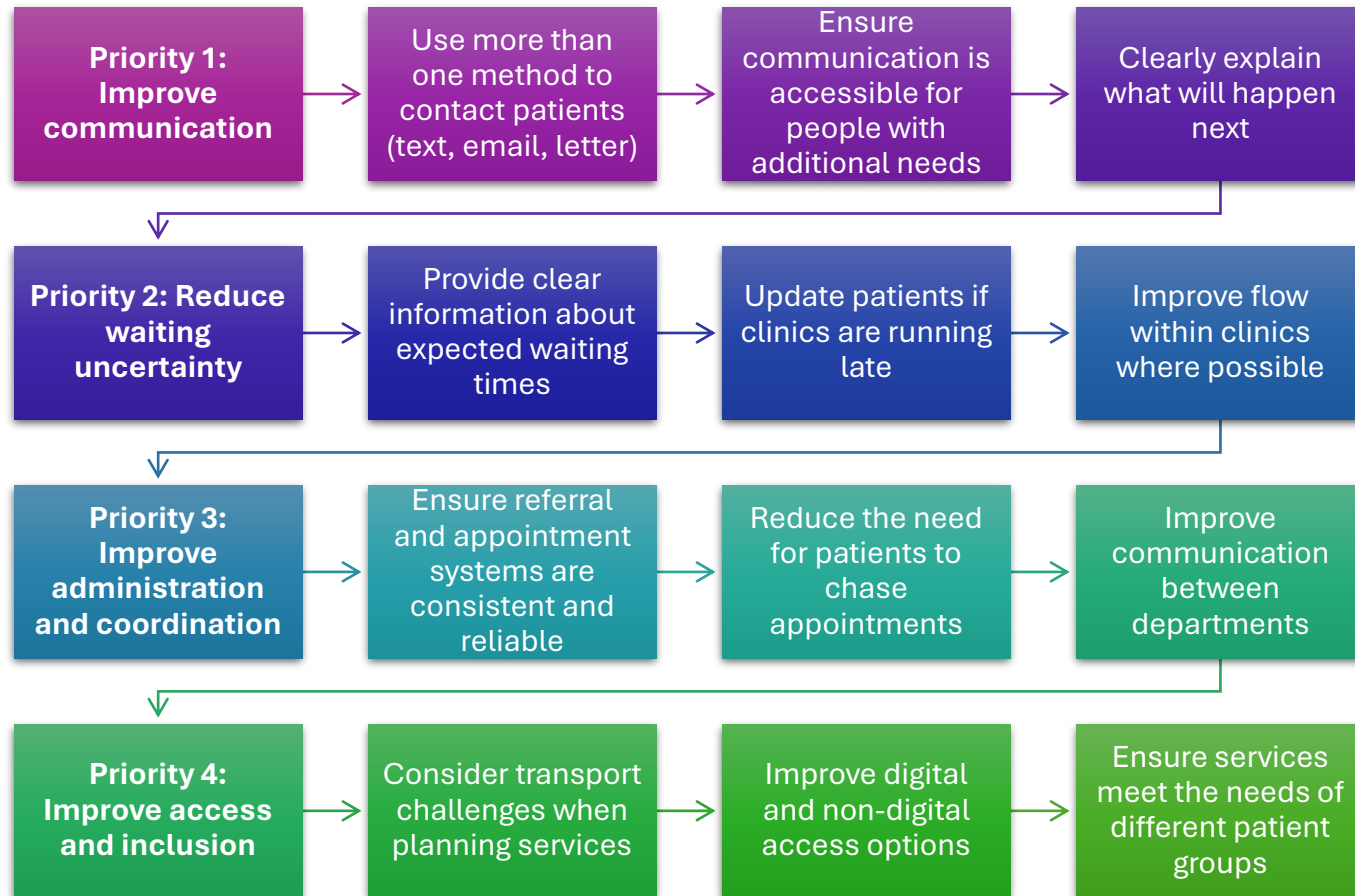 Priority 1:
Improve
communication
Use more than
one method to
contact patients
(text, email, letter)
Ensure
communication is
accessible for
people with
additional needs
Clearly explain
what will happen
next
Priority 2: Reduce
waiting
uncertainty
Provide clear
information about
expected waiting
times
Update patients if
clinics are running
late
Improve flow
within clinics
where possible
Priority 3:
Improve
administration
and coordination
Ensure referral
and appointment
systems are
consistent and
reliable
Reduce the need
for patients to
chase
appointments
Improve
communication
between
departments
Priority 4:
Improve access
and inclusion
Consider transport
challenges when
planning services
Improve digital
and non-digital
access options
Ensure services
meet the needs of
different patient
groups